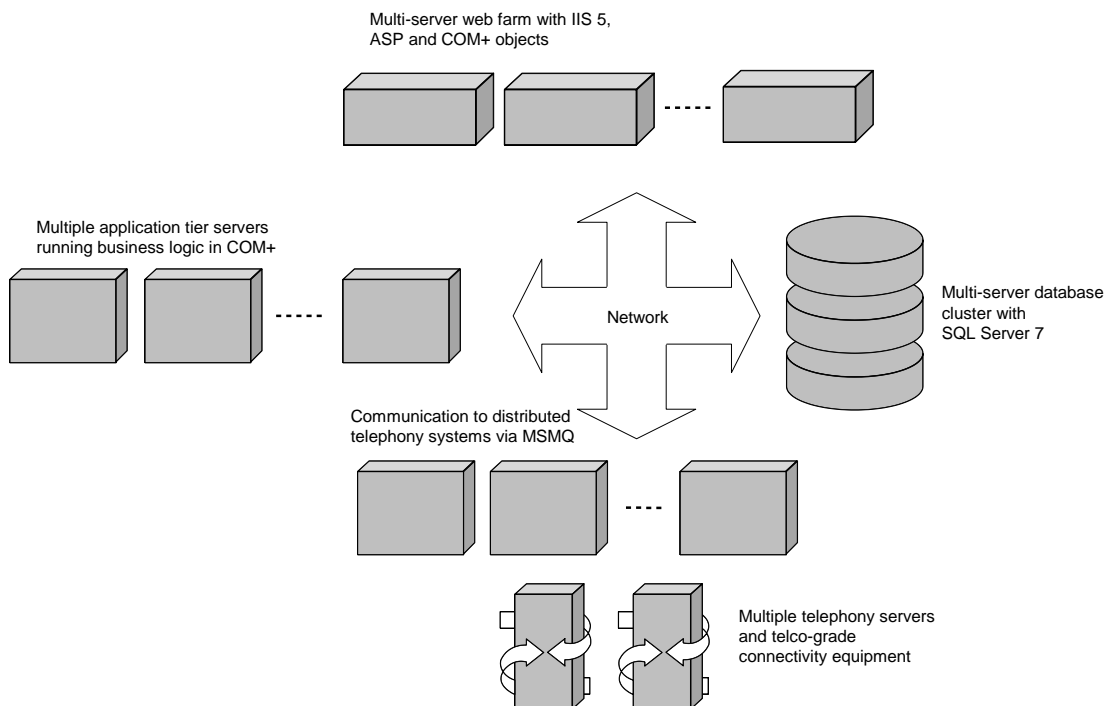 Multi-server web farm with IIS 5,
ASP and COM+ objects
Multiple application tier servers
running business logic in COM+
Network
Multi-server database
cluster with
SQL Server 7
Communication to distributed
telephony systems via MSMQ
Multiple telephony servers
and telco-grade
connectivity equipment